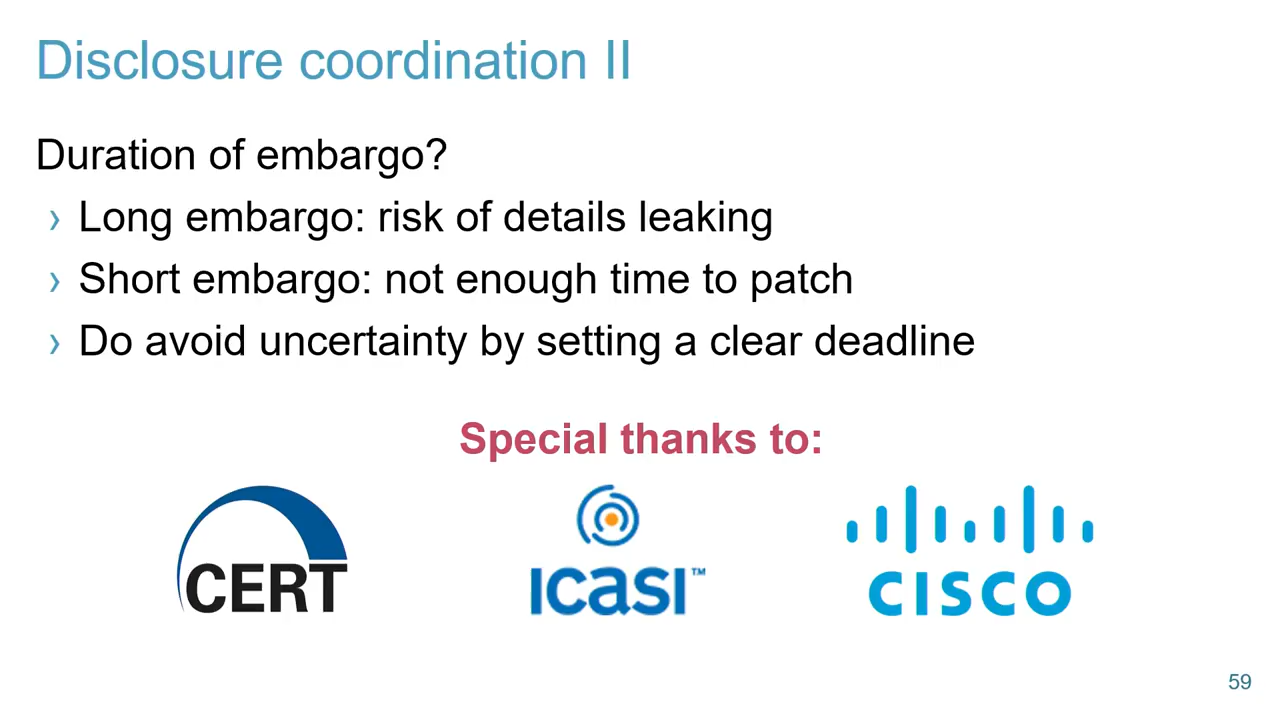 Disclosure coordination II
Duration of embargo?
› Long embargo: risk of details leaking
› Short embargo: not enough time to patch
› Do avoid uncertainty by setting a clear deadline
Special thanks to:
CERT
ICASI™
CISCO
59